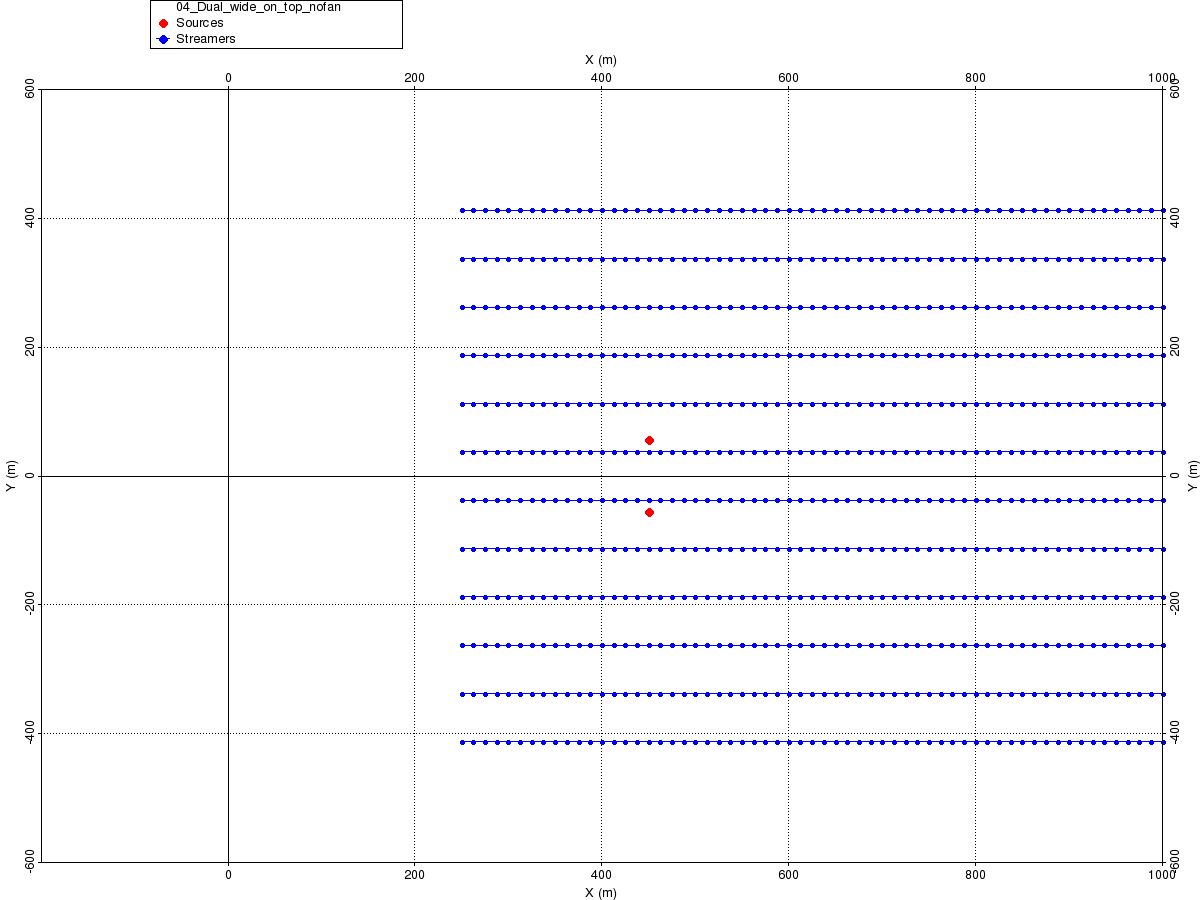 04_Dual_wide_on_top_nofan
Sources
Streamers
X (m)
0 200 400 600 800 1000
600 600
400 400
200 200
Y (m) 0 0 Y (m)
-200 -200
-400 -400
-600 -600
0 200 400 600 800 1000
X (m)